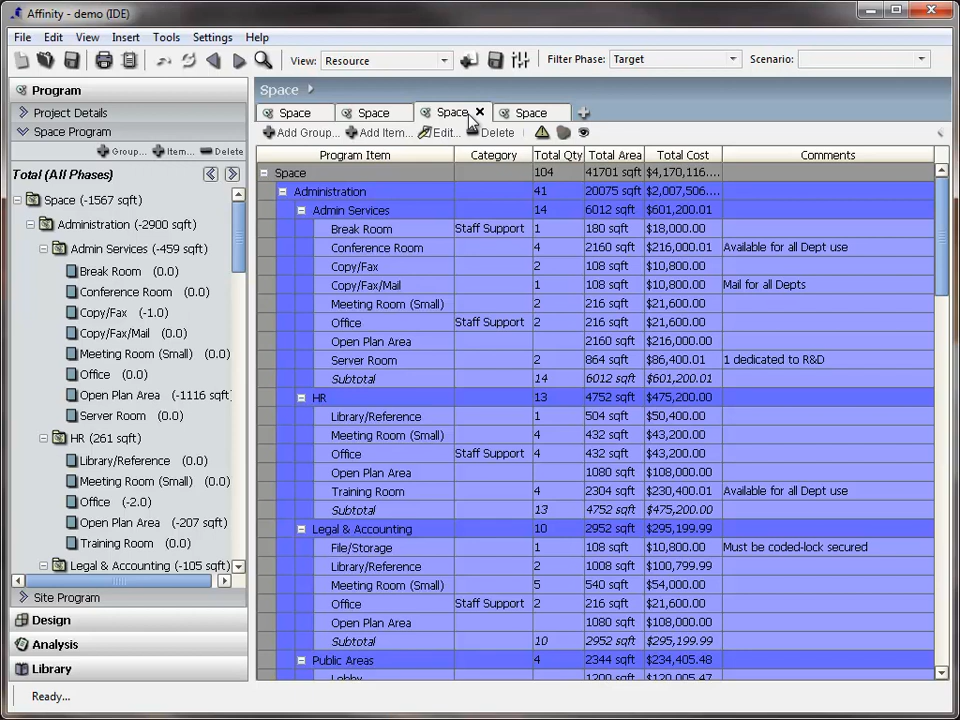 Affinity - demo (IDE)
File Edit View Insert Tools Settings Help
View: Resource Filter Phase: Target Scenario:
Program
Project Details
Space Program
Group... Item... Delete
Total (All Phases)
Space (-1567 sqft)
Administration (-2900 sqft)
Admin Services (-459 sqft)
Break Room (0.0)
Conference Room (0.0)
Copy/Fax (-1.0)
Copy/Fax/Mail (0.0)
Meeting Room (Small) (0.0)
Office (0.0)
Open Plan Area (-1116 sqft)
Server Room (0.0)
HR (261 sqft)
Library/Reference (0.0)
Meeting Room (Small) (0.0)
Office (-2.0)
Open Plan Area (-207 sqft)
Training Room (0.0)
Legal & Accounting (-105 sqft)
Site Program
Design
Analysis
Library
Ready...
Space
Space Space Space Space
Add Group... Add Item... Edit... Delete
Program Item Category Total Qty Total Area Total Cost Comments
Space 104 41701 sqft $4,170,116....
Administration 41 20075 sqft $2,007,506....
Admin Services 14 6012 sqft $601,200.01
Break Room Staff Support 1 180 sqft $18,000.00
Conference Room 4 2160 sqft $216,000.01 Available for all Dept use
Copy/Fax 2 108 sqft $10,800.00
Copy/Fax/Mail 1 108 sqft $10,800.00 Mail for all Depts
Meeting Room (Small) 2 216 sqft $21,600.00
Office Staff Support 2 216 sqft $21,600.00
Open Plan Area 2160 sqft $216,000.00
Server Room 2 864 sqft $86,400.01 1 dedicated to R&D
Subtotal 14 6012 sqft $601,200.01
HR 13 4752 sqft $475,200.00
Library/Reference 1 504 sqft $50,400.00
Meeting Room (Small) 4 432 sqft $43,200.00
Office Staff Support 4 432 sqft $43,200.00
Open Plan Area 1080 sqft $108,000.00
Training Room 4 2304 sqft $230,400.01 Available for all Dept use
Subtotal 13 4752 sqft $475,200.00
Legal & Accounting 10 2952 sqft $295,199.99
File/Storage 1 108 sqft $10,800.00 Must be coded-lock secured
Library/Reference 2 1008 sqft $100,799.99
Meeting Room (Small) 5 540 sqft $54,000.00
Office Staff Support 2 216 sqft $21,600.00
Open Plan Area 1080 sqft $108,000.00
Subtotal 10 2952 sqft $295,199.99
Public Areas 4 2344 sqft $234,405.48
Lobby 1200 sqft $120,005.47